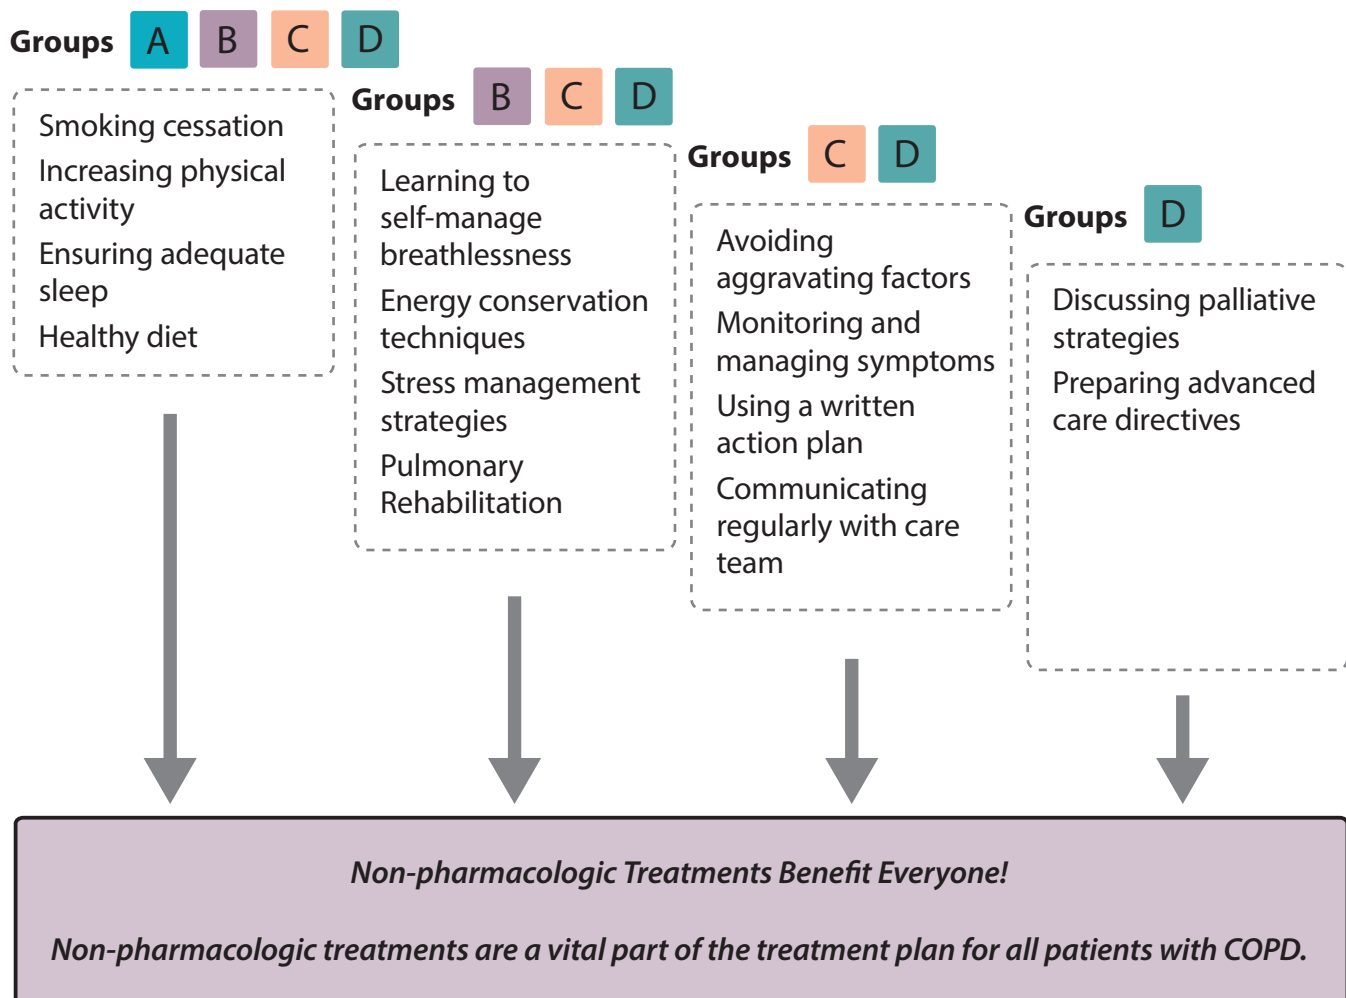 Groups A B C D
Smoking cessation
Increasing physical
activity
Ensuring adequate
sleep
Healthy diet
Groups B C D
Learning to
self-manage
breathlessness
Energy conservation
techniques
Stress management
strategies
Pulmonary
Rehabilitation
Groups C D
Avoiding
aggravating factors
Monitoring and
managing symptoms
Using a written
action plan
Communicating
regularly with care
team
Groups D
Discussing palliative
strategies
Preparing advanced
care directives
Non-pharmacologic Treatments Benefit Everyone!
Non-pharmacologic treatments are a vital part of the treatment plan for all patients with COPD.